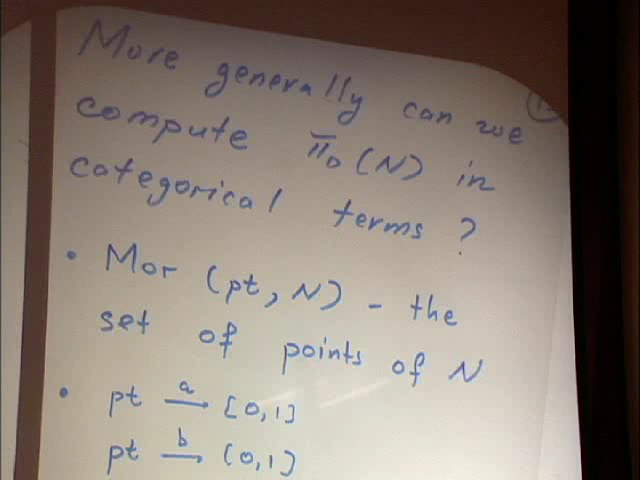 More generally can we
compute π₀(N) in
categorical terms?
• Mor (pt, N) - the
set of points of N
• pt a→ [0,1]
pt b→ [0,1]